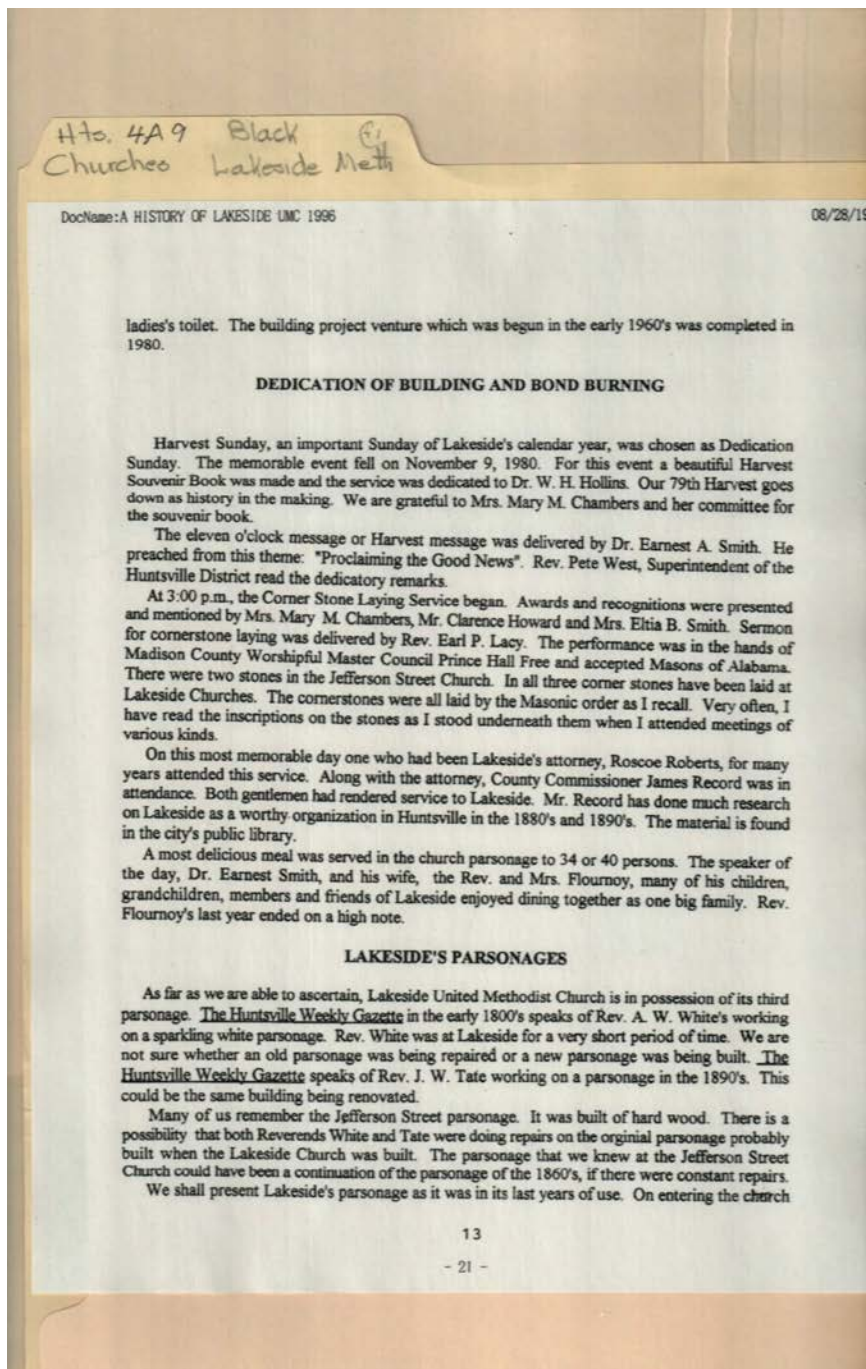 Hts. 4A9 Black
Churches Lakeside Meth
DocName:A HISTORY OF LAKESIDE UMC 1996 08/28/19
ladies's toilet. The building project venture which was begun in the early 1960's was completed in
1980.
DEDICATION OF BUILDING AND BOND BURNING
Harvest Sunday, an important Sunday of Lakeside's calendar year, was chosen as Dedication
Sunday. The memorable event fell on November 9, 1980. For this event a beautiful Harvest
Souvenir Book was made and the service was dedicated to Dr. W. H. Hollins. Our 79th Harvest goes
down as history in the making. We are grateful to Mrs. Mary M. Chambers and her committee for
the souvenir book.
The eleven o'clock message or Harvest message was delivered by Dr. Earnest A. Smith. He
preached from this theme: "Proclaiming the Good News". Rev. Pete West, Superintendent of the
Huntsville District read the dedicatory remarks.
At 3:00 p.m., the Corner Stone Laying Service began. Awards and recognitions were presented
and mentioned by Mrs. Mary M. Chambers, Mr. Clarence Howard and Mrs. Eltia B. Smith. Sermon
for cornerstone laying was delivered by Rev. Earl P. Lacy. The performance was in the hands of
Madison County Worshipful Master Council Prince Hall Free and accepted Masons of Alabama.
There were two stones in the Jefferson Street Church. In all three corner stones have been laid at
Lakeside Churches. The cornerstones were all laid by the Masonic order as I recall. Very often, I
have read the inscriptions on the stones as I stood underneath them when I attended meetings of
various kinds.
On this most memorable day one who had been Lakeside's attorney, Roscoe Roberts, for many
years attended this service. Along with the attorney, County Commissioner James Record was in
attendance. Both gentlemen had rendered service to Lakeside. Mr. Record has done much research
on Lakeside as a worthy organization in Huntsville in the 1880's and 1890's. The material is found
in the city's public library.
A most delicious meal was served in the church parsonage to 34 or 40 persons. The speaker of
the day, Dr. Earnest Smith, and his wife, the Rev. and Mrs. Flournoy, many of his children,
grandchildren, members and friends of Lakeside enjoyed dining together as one big family. Rev.
Flournoy's last year ended on a high note.
LAKESIDE'S PARSONAGES
As far as we are able to ascertain, Lakeside United Methodist Church is in possession of its third
parsonage. The Huntsville Weekly Gazette in the early 1800's speaks of Rev. A. W. White's working
on a sparkling white parsonage. Rev. White was at Lakeside for a very short period of time. We are
not sure whether an old parsonage was being repaired or a new parsonage was being built. The
Huntsville Weekly Gazette speaks of Rev. J. W. Tate working on a parsonage in the 1890's. This
could be the same building being renovated.
Many of us remember the Jefferson Street parsonage. It was built of hard wood. There is a
possibility that both Reverends White and Tate were doing repairs on the orginial parsonage probably
built when the Lakeside Church was built. The parsonage that we knew at the Jefferson Street
Church could have been a continuation of the parsonage of the 1860's, if there were constant repairs.
We shall present Lakeside's parsonage as it was in its last years of use. On entering the church
13
- 21 -